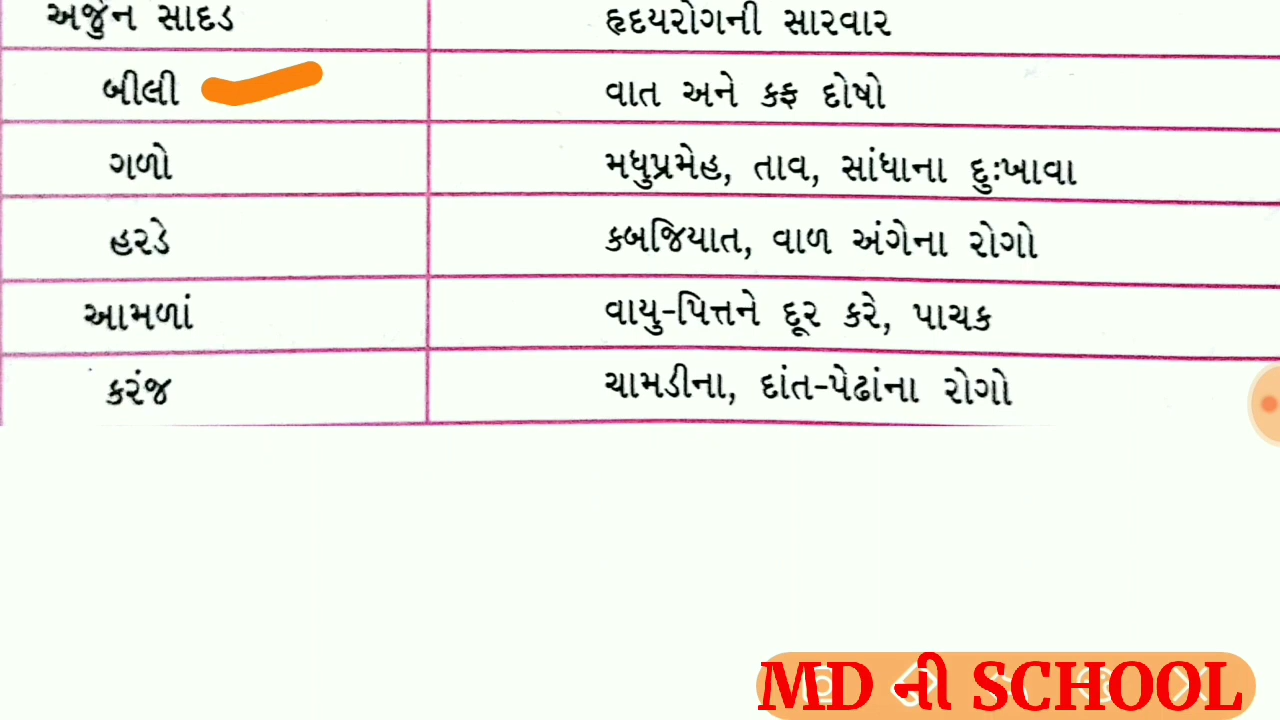 અર્જુન સાદડ હૃદયરોગની સારવાર
બીલી વાત અને કફ દોષો
ગળો મધુપ્રમેહ, તાવ, સાંધાના દુઃખાવા
હરડે કબજિયાત, વાળ અંગેના રોગો
આમળાં વાયુ-પિત્તને દૂર કરે, પાચક
કરંજ ચામડીના, દાંત-પેઢાંના રોગો
MD ની SCHOOL